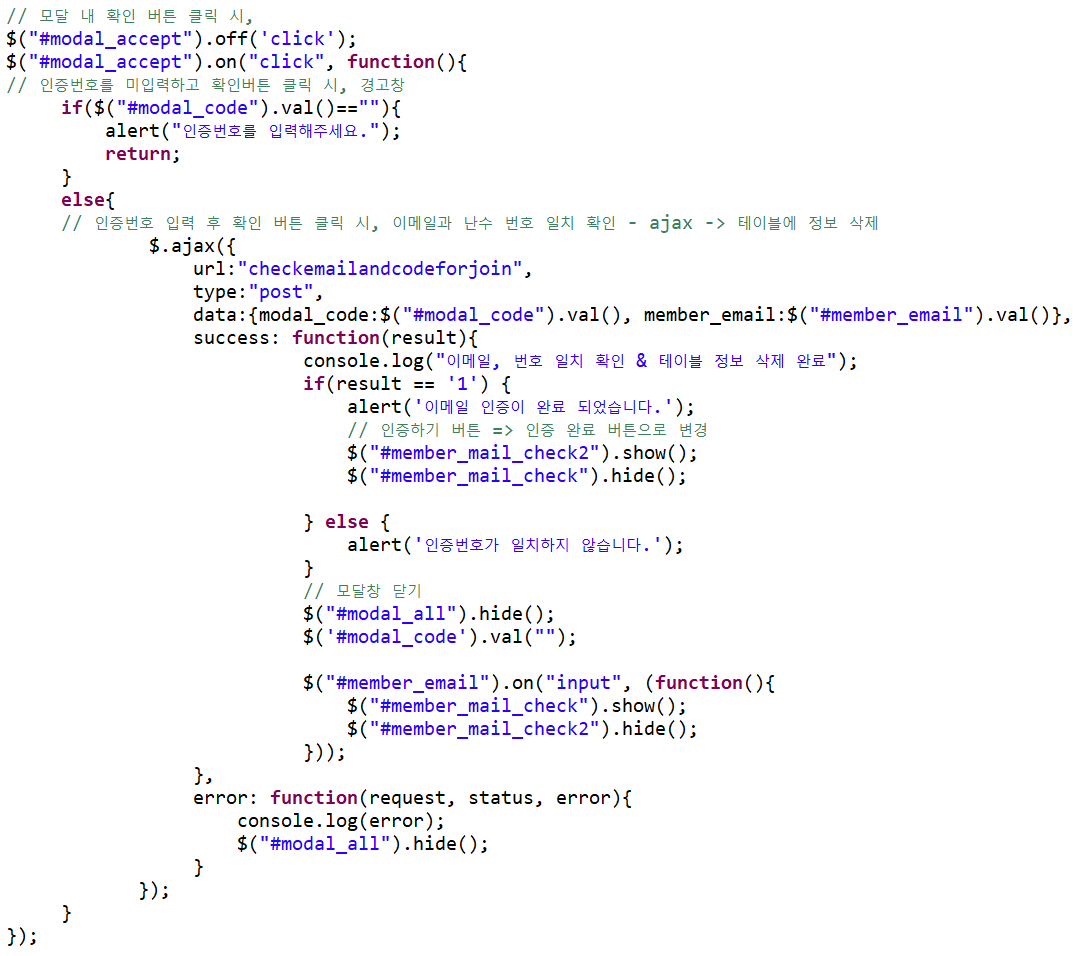 // 모달 내 확인 버튼 클릭 시,
$("#modal_accept").off('click');
$("#modal_accept").on("click", function(){
// 인증번호를 미입력하고 확인버튼 클릭 시, 경고창
if($("#modal_code").val()==""){
alert("인증번호를 입력해주세요.");
return;
}
else{
// 인증번호 입력 후 확인 버튼 클릭 시, 이메일과 난수 번호 일치 확인 - ajax -> 테이블에 정보 삭제
$.ajax({
url:"checkemailandcodeforjoin",
type:"post",
data:{modal_code:$("#modal_code").val(), member_email:$("#member_email").val()},
success: function(result){
console.log("이메일, 번호 일치 확인 & 테이블 정보 삭제 완료");
if(result == '1') {
alert('이메일 인증이 완료 되었습니다.');
// 인증하기 버튼 => 인증 완료 버튼으로 변경
$("#member_mail_check2").show();
$("#member_mail_check").hide();
} else {
alert('인증번호가 일치하지 않습니다.');
}
// 모달창 닫기
$("#modal_all").hide();
$('#modal_code').val("");
$("#member_email").on("input", (function(){
$("#member_mail_check").show();
$("#member_mail_check2").hide();
}));
},
error: function(request, status, error){
console.log(error);
$("#modal_all").hide();
}
});
}
});